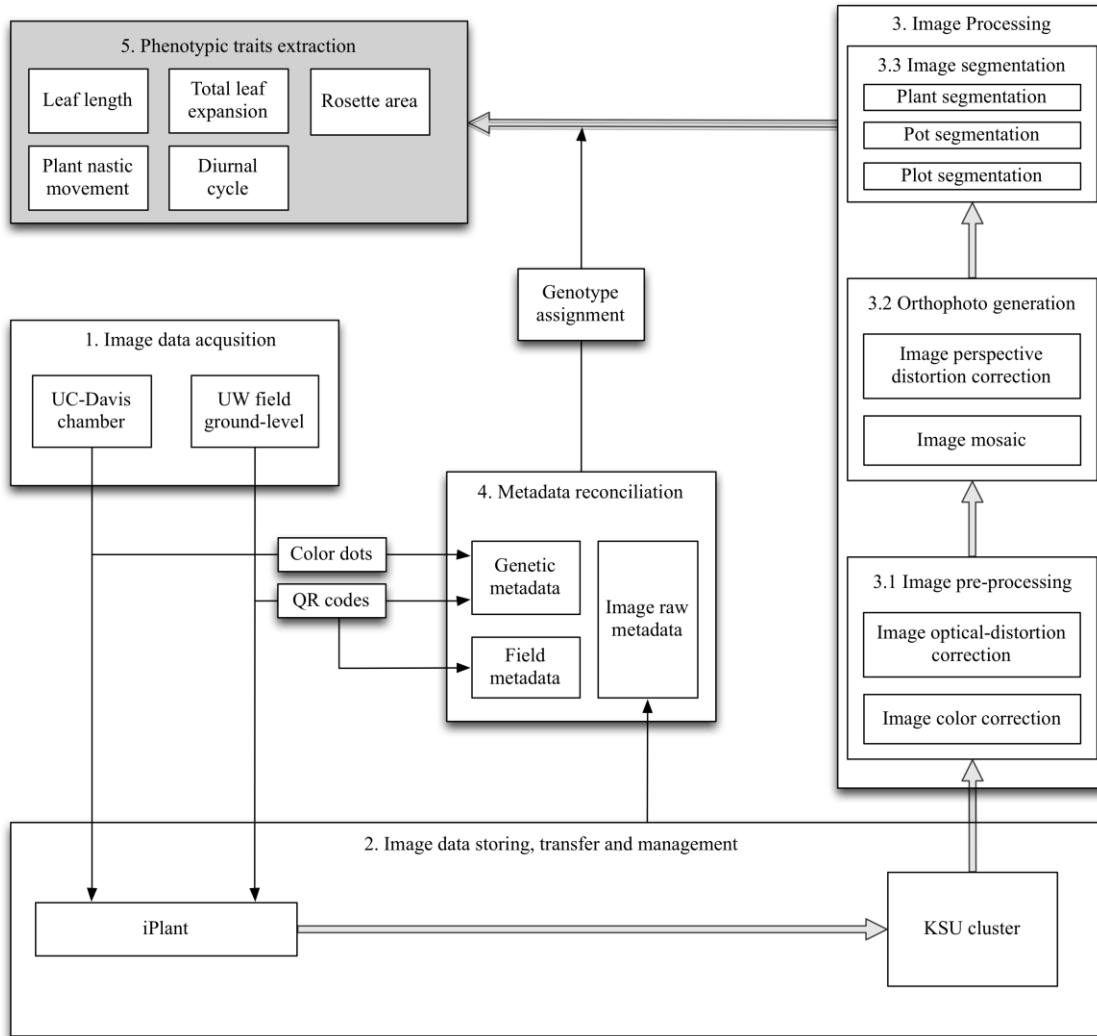 5. Phenotypic traits extraction
Leaf length
Total leaf
expansion
Rosette area
Plant nastic
movement
Diurnal
cycle
3. Image Processing
3.3 Image segmentation
Plant segmentation
Pot segmentation
Plot segmentation
Genotype
assignment
3.2 Orthophoto generation
Image perspective
distortion correction
Image mosaic
1. Image data acqusition
UC-Davis
chamber
UW field
ground-level
4. Metadata reconciliation
Color dots
Genetic
metadata
QR codes
Image raw
metadata
Field
metadata
3.1 Image pre-processing
Image optical-distortion
correction
Image color correction
2. Image data storing, transfer and management
iPlant
KSU cluster